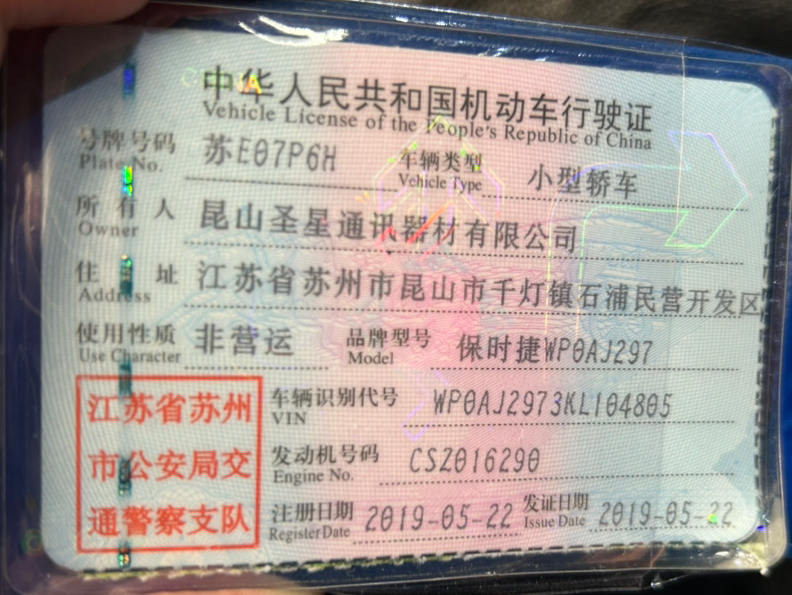 中华人民共和国机动车行驶证
Vehicle License of the People's Republic of China
号牌号码 苏E07P6H 车辆类型 小型轿车
Plate No. Vehicle Type
所有人 昆山圣星通讯器材有限公司
Owner
住址 江苏省苏州市昆山市千灯镇石浦民营开发区
Address
使用性质 非营运 品牌型号 保时捷WP0AJ297
Use Character Model
江苏省苏州
市公安局交
通警察支队
车辆识别代号 WP0AJ2973KL104805
VIN
发动机号码 CSZ016290
Engine No.
注册日期 2019-05-22 发证日期 2019-05-22
Register Date Issue Date